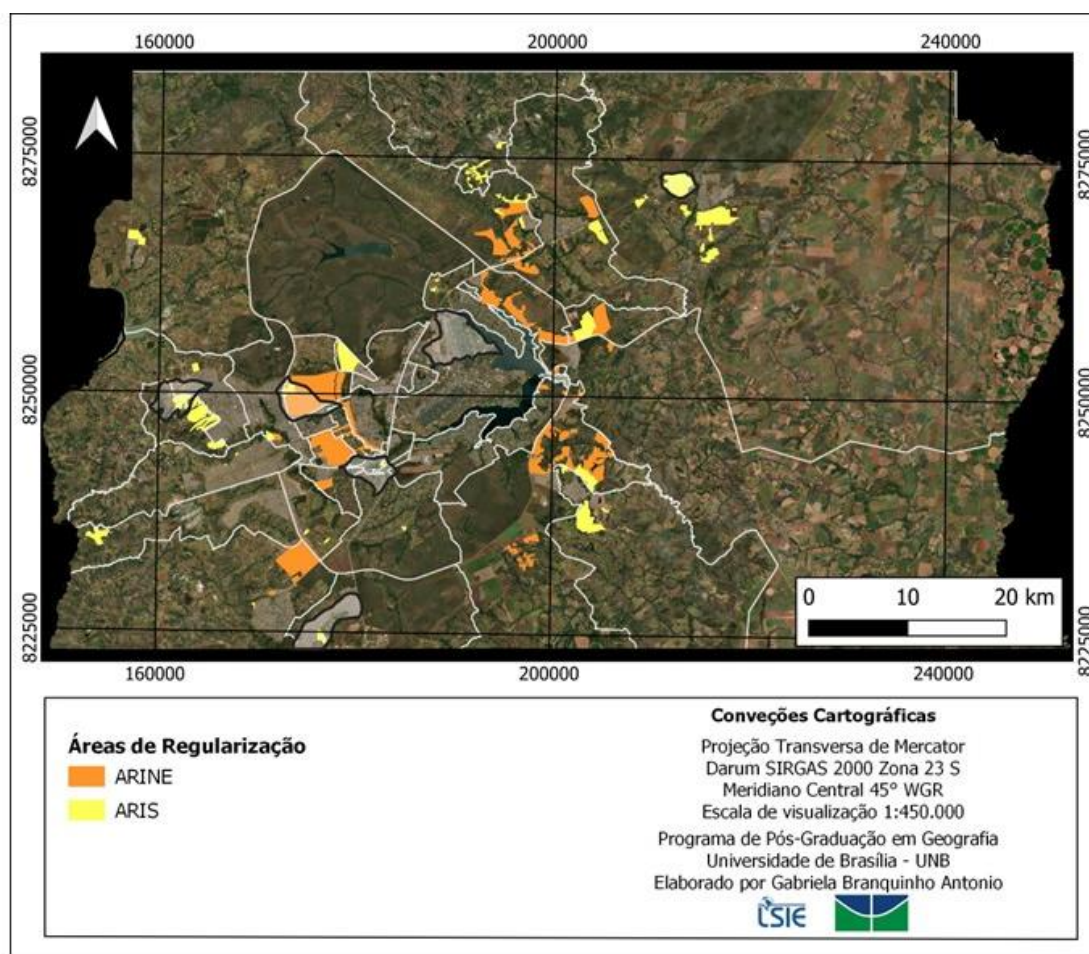 160000
200000
240000
8275000
8275000
8250000
8250000
8225000
8225000
0
10
20 km
160000
200000
240000
Áreas de Regularização
ARINE
ARIS
Conveções Cartográficas
Projeção Transversa de Mercator
Darum SIRGAS 2000 Zona 23 S
Meridiano Central 45° WGR
Escala de visualização 1:450.000
Programa de Pós-Graduação em Geografia
Universidade de Brasília - UNB
Elaborado por Gabriela Branquinho Antonio
LSIE